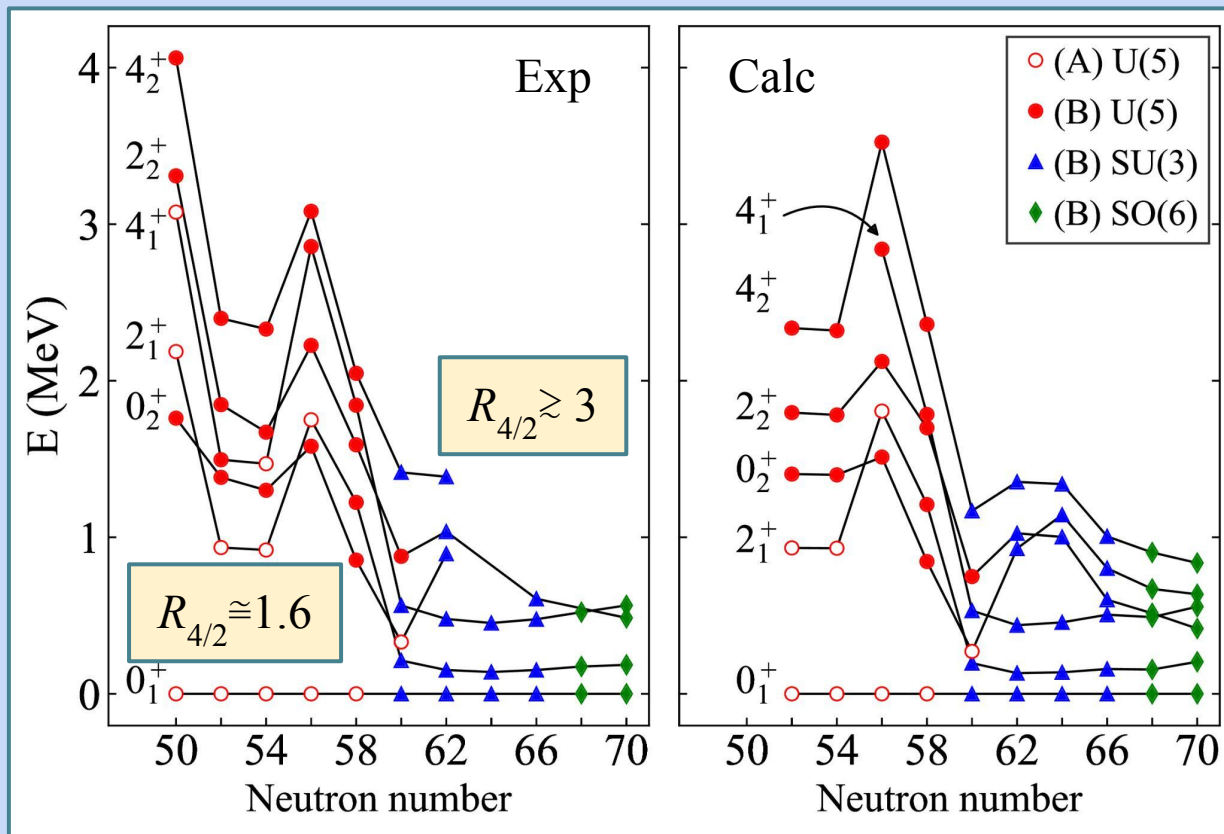 Exp
E (MeV)
4
3
2
1
0
4₂⁺
2₂⁺
4₁⁺
2₁⁺
0₂⁺
0₁⁺
R₄/₂ ≳ 3
R₄/₂ ≅ 1.6
50 54 58 62 66 70
Neutron number
Calc
(A) U(5)
(B) U(5)
(B) SU(3)
(B) SO(6)
4₁⁺
4₂⁺
2₂⁺
0₂⁺
2₁⁺
0₁⁺
50 54 58 62 66 70
Neutron number